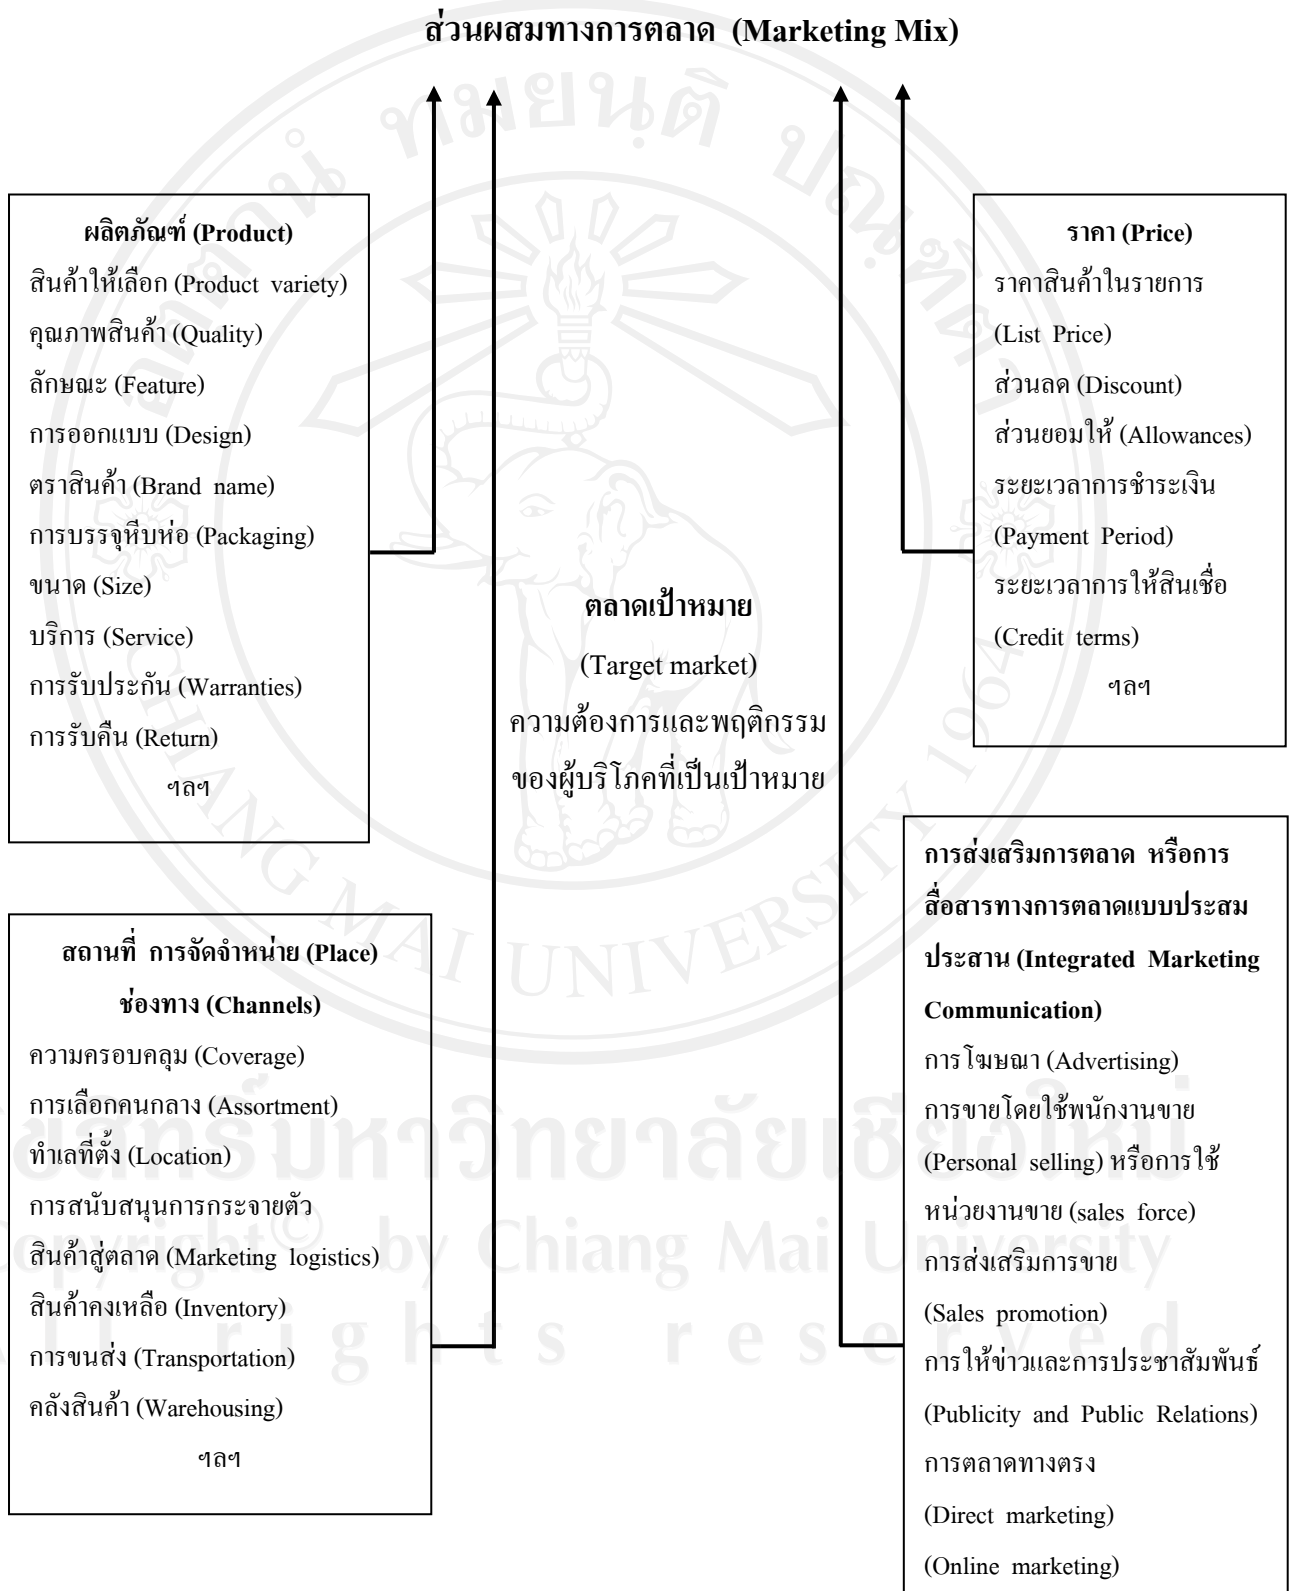 ส่วนผสมทางการตลาด (Marketing Mix)
ผลิตภัณฑ์ (Product)
สินค้าให้เลือก (Product variety)
คุณภาพสินค้า (Quality)
ลักษณะ (Feature)
การออกแบบ (Design)
ตราสินค้า (Brand name)
การบรรจุหีบห่อ (Packaging)
ขนาด (Size)
บริการ (Service)
การรับประกัน (Warranties)
การรับคืน (Return)
ฯลฯ
ราคา (Price)
ราคาสินค้าในรายการ
(List Price)
ส่วนลด (Discount)
ส่วนยอมให้ (Allowances)
ระยะเวลาการชำระเงิน
(Payment Period)
ระยะเวลาการให้สินเชื่อ
(Credit terms)
ฯลฯ
ตลาดเป้าหมาย
(Target market)
ความต้องการและพฤติกรรม
ของผู้บริโภคที่เป็นเป้าหมาย
สถานที่ การจัดจำหน่าย (Place)
ช่องทาง (Channels)
ความครอบคลุม (Coverage)
การเลือกคนกลาง (Assortment)
ทำเลที่ตั้ง (Location)
การสนับสนุนการกระจายตัว
สินค้าสู่ตลาด (Marketing logistics)
สินค้าคงเหลือ (Inventory)
การขนส่ง (Transportation)
คลังสินค้า (Warehousing)
ฯลฯ
การส่งเสริมการตลาด หรือการ
สื่อสารทางการตลาดแบบประสม
ประสาน (Integrated Marketing
Communication)
การโฆษณา (Advertising)
การขายโดยใช้พนักงานขาย
(Personal selling) หรือการใช้
หน่วยงานขาย (sales force)
การส่งเสริมการขาย
(Sales promotion)
การให้ข่าวและการประชาสัมพันธ์
(Publicity and Public Relations)
การตลาดทางตรง
(Direct marketing)
(Online marketing)
CHIANG MAI UNIVERSITY 1964
มหาวิทยาลัยเชียงใหม่
by Chiang Mai University
rights reserved